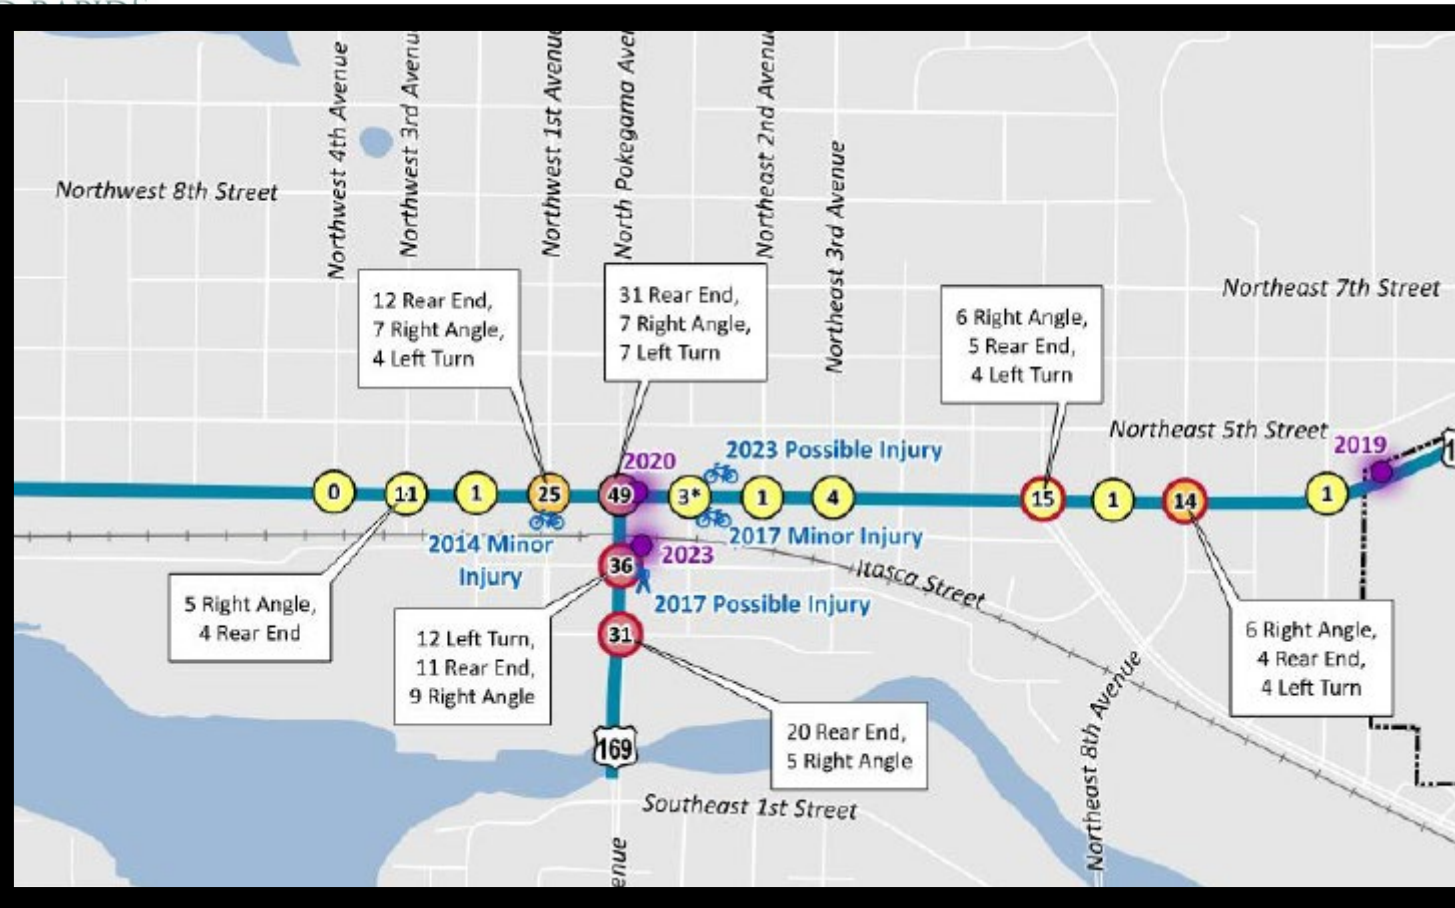 Northwest 4th Avenue
Northwest 3rd Avenu
Northwest 1st Avenue
North Pokegama Aven
Northeast 2nd Avenu
Northeast 3rd Avenue
Northwest 8th Street
Northeast 7th Street
12 Rear End,
7 Right Angle,
4 Left Turn
31 Rear End,
7 Right Angle,
7 Left Turn
6 Right Angle,
5 Rear End,
4 Left Turn
Northeast 5th Street
2019
2020
2023 Possible Injury
0
11
1
25
49
3*
1
4
15
1
14
1
2014 Minor
Injury
2017 Minor Injury
2023
36
2017 Possible Injury
Itasca Street
5 Right Angle,
4 Rear End
12 Left Turn,
11 Rear End,
9 Right Angle
31
6 Right Angle,
4 Rear End,
4 Left Turn
20 Rear End,
5 Right Angle
169
Northeast 8th Avenue
Southeast 1st Street
enue